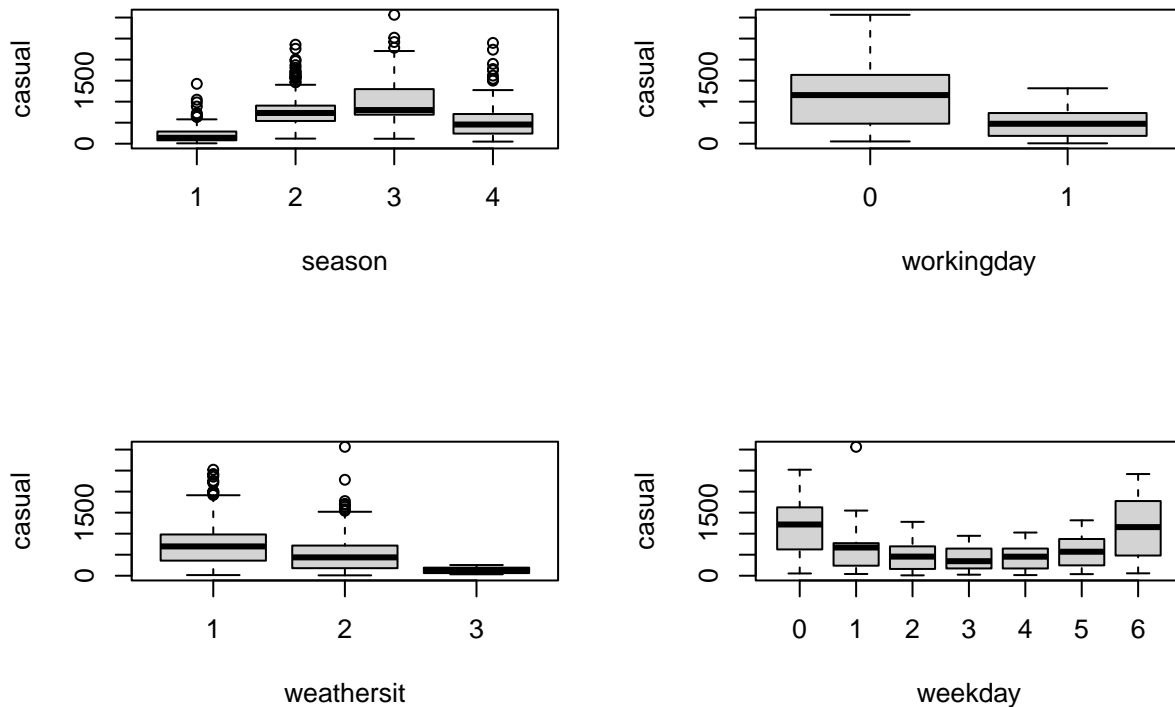 casual
0 1500
1 2 3 4
season
casual
0 1500
0 1
workingday
casual
0 1500
1 2 3
weathersit
casual
0 1500
0 1 2 3 4 5 6
weekday